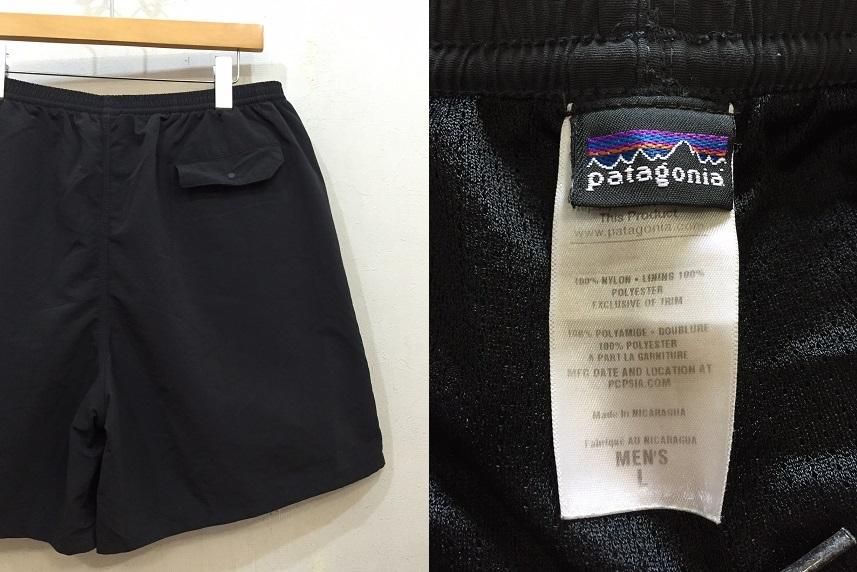 patagonia
This Product
www.patagonia.com
100% NYLON • LINING 100%
POLYESTER
EXCLUSIVE OF TRIM
100% POLYAMIDE • DOUBLURE
100% POLYESTER
A PART LA GARNITURE
MFG DATE AND LOCATION AT
PCPSIA.COM
Made in NICARAGUA
Fabriqué AU NICARAGUA
MEN'S
L